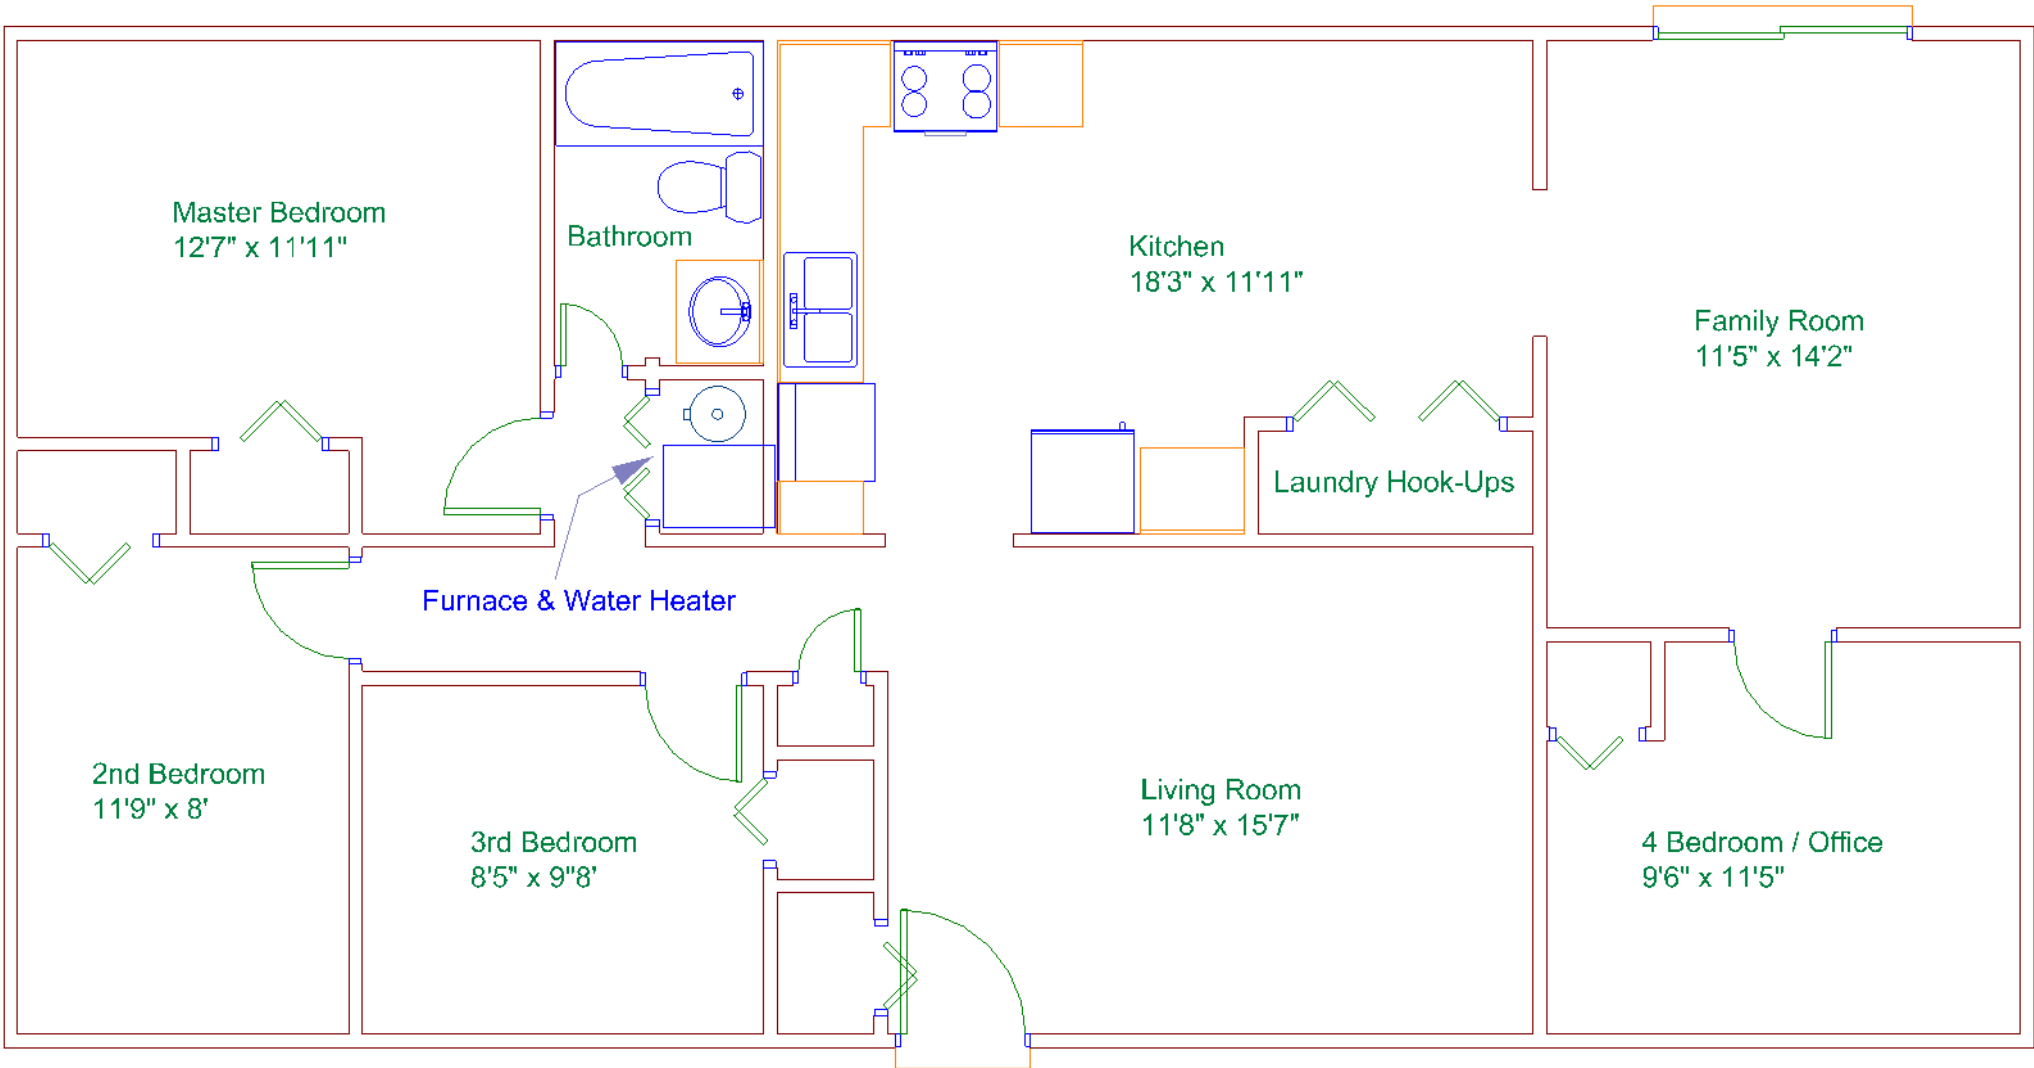 Master Bedroom
12'7" x 11'11"
Bathroom
Kitchen
18'3" x 11'11"
Family Room
11'5" x 14'2"
Laundry Hook-Ups
Furnace & Water Heater
2nd Bedroom
11'9" x 8'
3rd Bedroom
8'5" x 9"8'
Living Room
11'8" x 15'7"
4 Bedroom / Office
9'6" x 11'5"